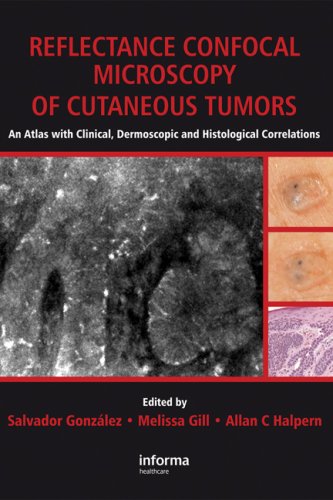 REFLECTANCE CONFOCAL
MICROSCOPY
OF CUTANEOUS TUMORS
An Atlas with Clinical, Dermoscopic and Histological Correlations
Edited by
Salvador González • Melissa Gill • Allan C Halpern
informa
healthcare